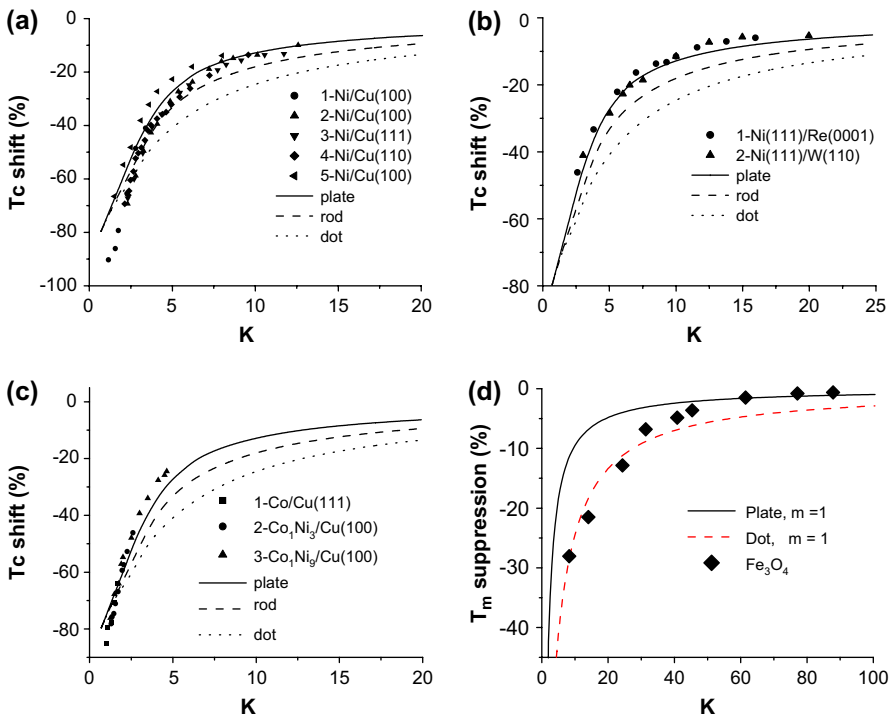 (a)
0
-20
-40
-60
-80
-100
Tc shift (%)
1-Ni/Cu(100)
2-Ni/Cu(100)
3-Ni/Cu(111)
4-Ni/Cu(110)
5-Ni/Cu(100)
plate
rod
dot
0 5 10 15 20
K
(b)
0
-20
-40
-60
-80
Tc shift (%)
1-Ni(111)/Re(0001)
2-Ni(111)/W(110)
plate
rod
dot
0 5 10 15 20 25
K
(c)
0
-20
-40
-60
-80
Tc shift (%)
1-Co/Cu(111)
2-Co₁Ni₃/Cu(100)
3-Co₁Ni₉/Cu(100)
plate
rod
dot
0 5 10 15 20
K
(d)
0
-10
-20
-30
-40
Tₘ suppression (%)
Plate, m =1
Dot, m = 1
Fe₃O₄
0 20 40 60 80 100
K